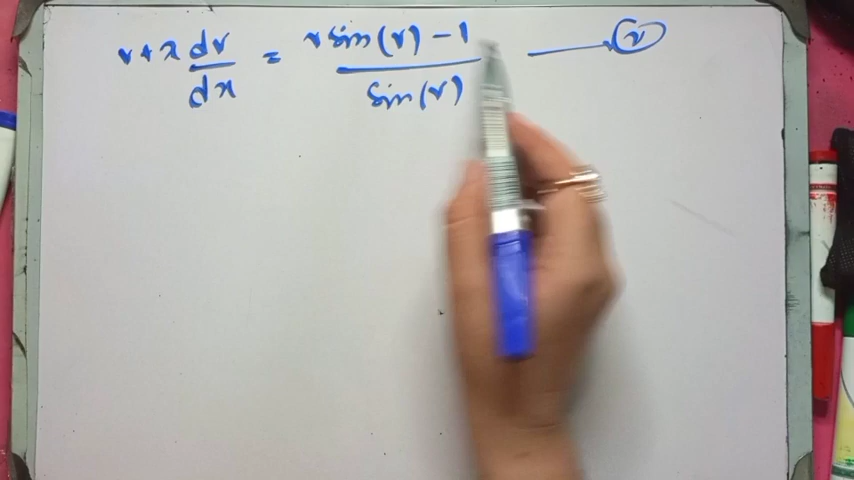 v + x dv/dx = v sin(v) - 1 / sin(v) → (v)